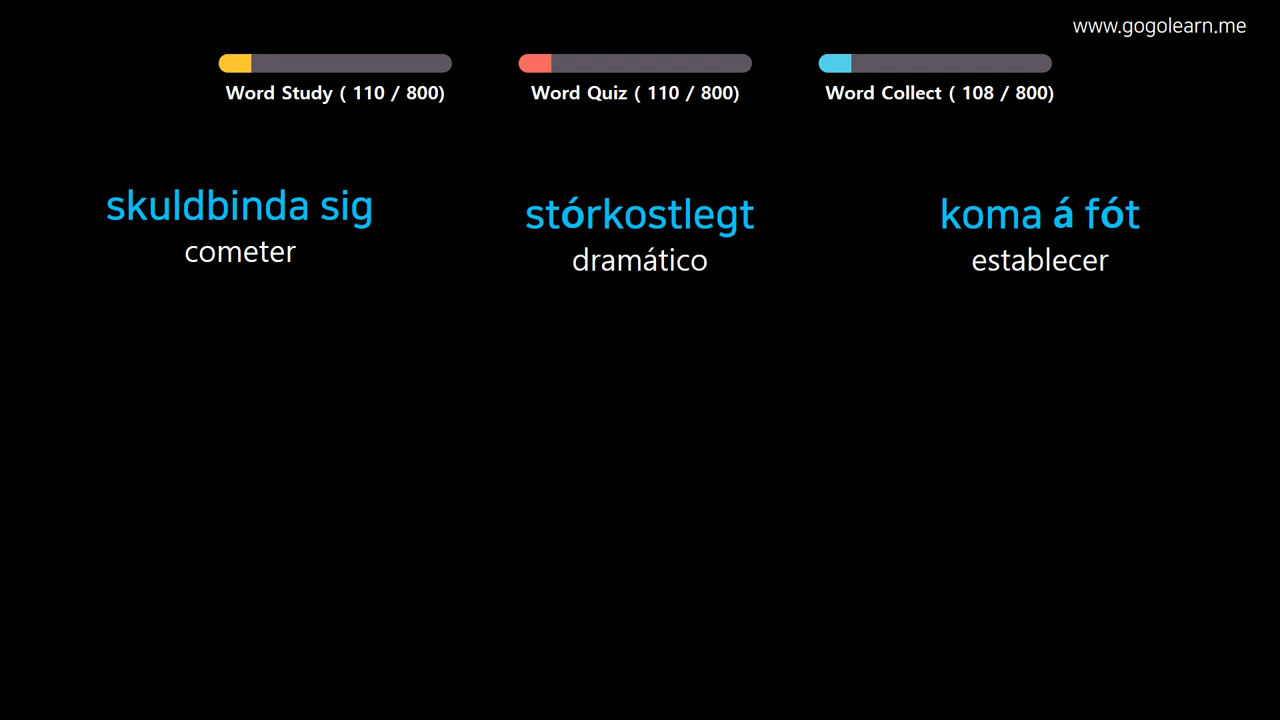 www.gogolearn.me
Word Study ( 110 / 800)
Word Quiz ( 110 / 800)
Word Collect ( 108 / 800)
skuldbinda sig
cometer
stórkostlegt
dramático
koma á fót
establecer